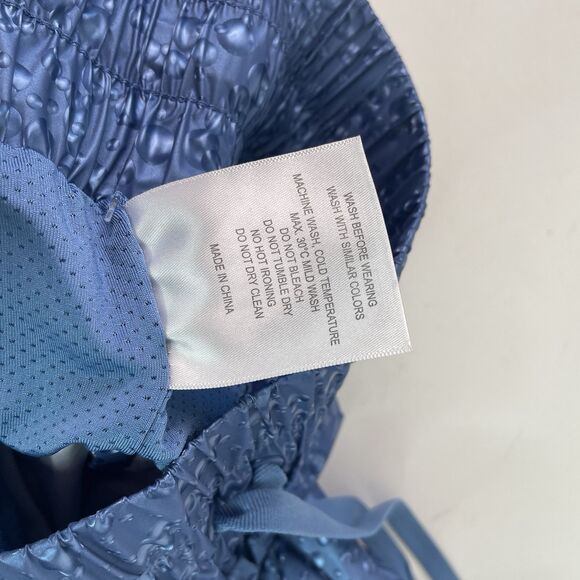 WASH BEFORE WEARING
WASH WITH SIMILAR COLORS
MACHINE WASH, COLD TEMPERATURE
MAX. 30°C MILD WASH
DO NOT BLEACH
DO NOT TUMBLE DRY
NO HOT IRONING
DO NOT DRY CLEAN
MADE IN CHINA